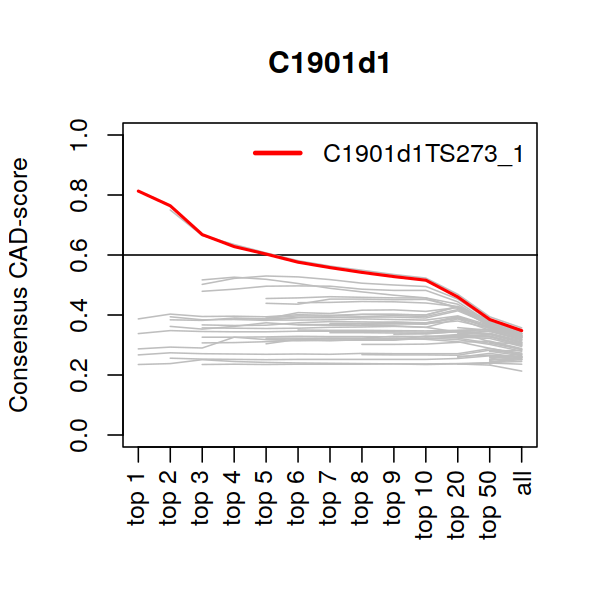 C1901d1
C1901d1TS273_1
Consensus CAD-score
1.0
0.8
0.6
0.4
0.2
0.0
top 1
top 2
top 3
top 4
top 5
top 6
top 7
top 8
top 9
top 10
top 20
top 50
all